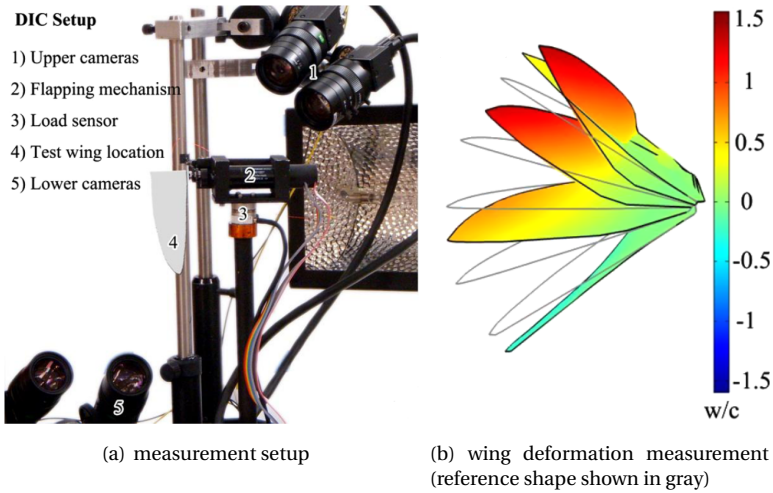 DIC Setup
1) Upper cameras
2) Flapping mechanism
3) Load sensor
4) Test wing location
5) Lower cameras
1
2
3
4
5
1.5
1
0.5
0
-0.5
-1
-1.5
w/c
(a) measurement setup
(b) wing deformation measurement
(reference shape shown in gray)